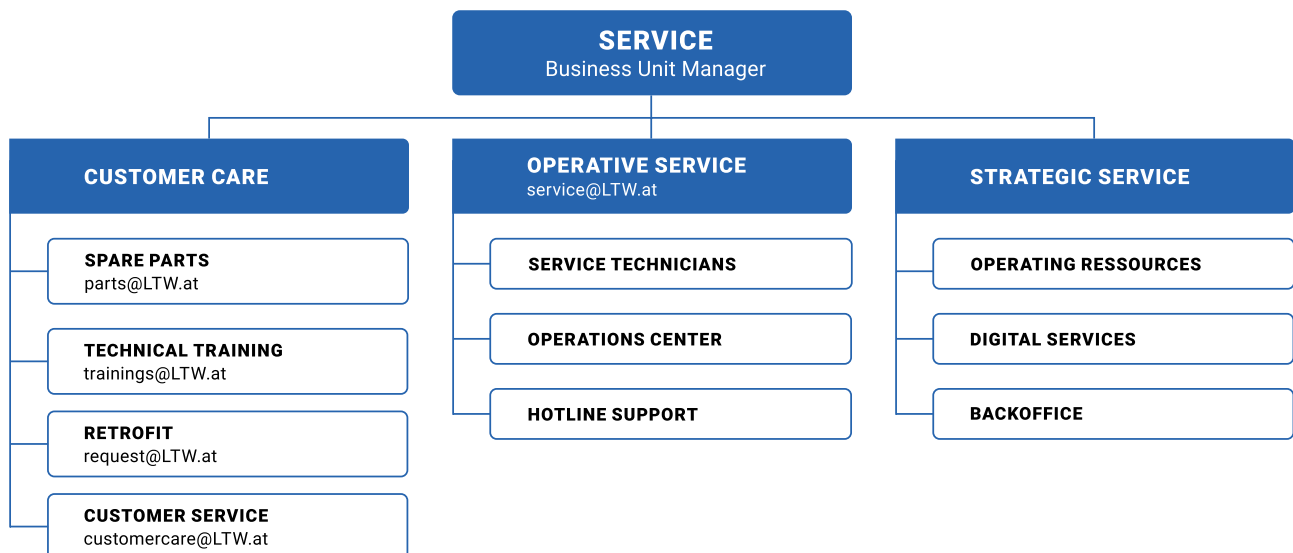 SERVICE
Business Unit Manager
CUSTOMER CARE
SPARE PARTS
parts@LTW.at
TECHNICAL TRAINING
trainings@LTW.at
RETROFIT
request@LTW.at
CUSTOMER SERVICE
customercare@LTW.at
OPERATIVE SERVICE
service@LTW.at
SERVICE TECHNICIANS
OPERATIONS CENTER
HOTLINE SUPPORT
STRATEGIC SERVICE
OPERATING RESSOURCES
DIGITAL SERVICES
BACKOFFICE